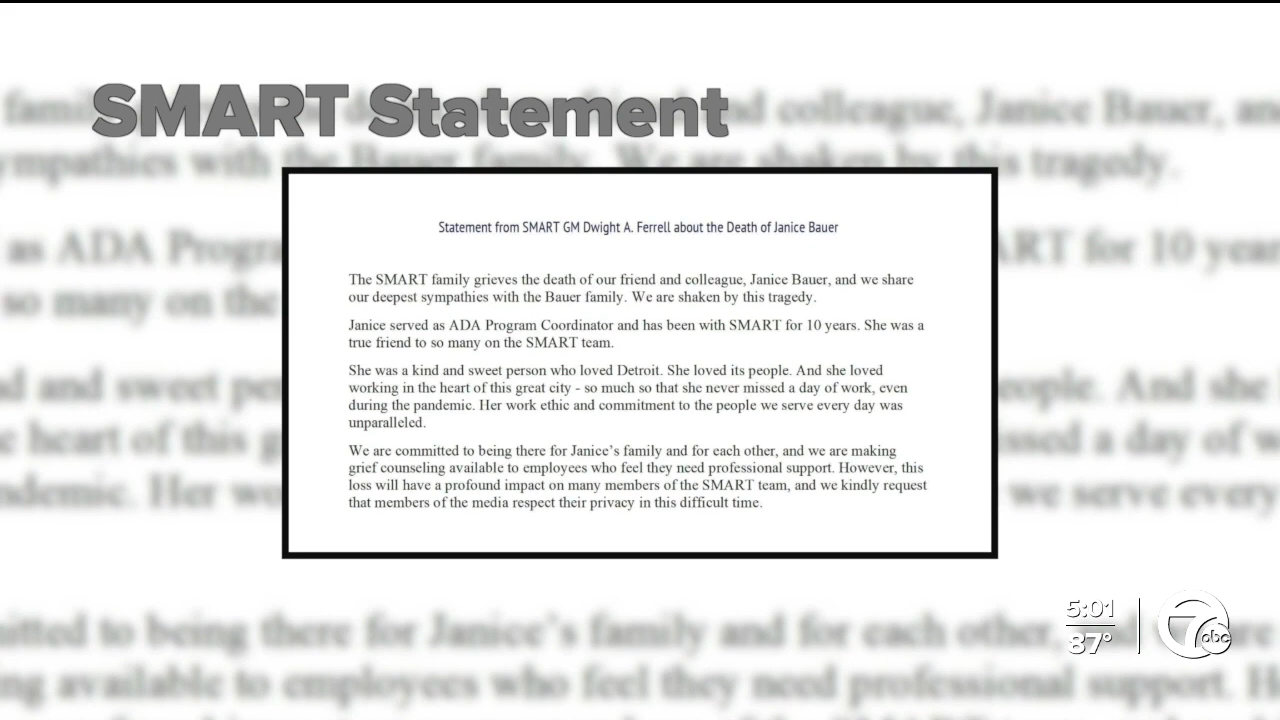 SMART Statement
Statement from SMART GM Dwight A. Ferrell about the Death of Janice Bauer
The SMART family grieves the death of our friend and colleague, Janice Bauer, and we share
our deepest sympathies with the Bauer family. We are shaken by this tragedy.
Janice served as ADA Program Coordinator and has been with SMART for 10 years. She was a
true friend to so many on the SMART team.
She was a kind and sweet person who loved Detroit. She loved its people. And she loved
working in the heart of this great city - so much so that she never missed a day of work, even
during the pandemic. Her work ethic and commitment to the people we serve every day was
unparalleled.
We are committed to being there for Janice's family and for each other, and we are making
grief counseling available to employees who feel they need professional support. However, this
loss will have a profound impact on many members of the SMART team, and we kindly request
that members of the media respect their privacy in this difficult time.
5:01
87°
7 abc